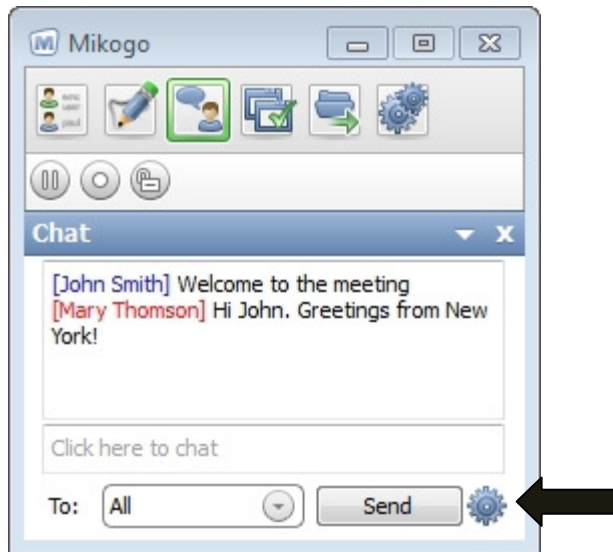 Mikogo
Chat
[John Smith] Welcome to the meeting
[Mary Thomson] Hi John. Greetings from New
York!
Click here to chat
To: All Send